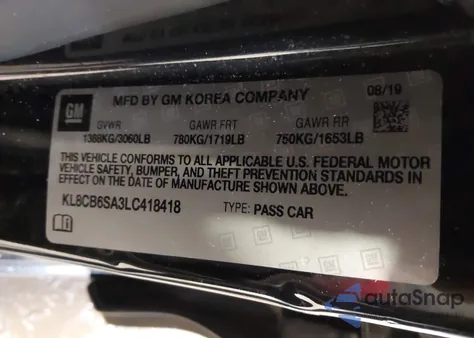 GM MFD BY GM KOREA COMPANY 08/19
GVWR GAWR FRT GAWR RR
1388KG/3060LB 780KG/1719LB 750KG/1653LB
THIS VEHICLE CONFORMS TO ALL APPLICABLE U.S. FEDERAL MOTOR
VEHICLE SAFETY, BUMPER, AND THEFT PREVENTION STANDARDS IN
EFFECT ON THE DATE OF MANUFACTURE SHOWN ABOVE.
KL8CB6SA3LC418418 TYPE: PASS CAR
autoSnap